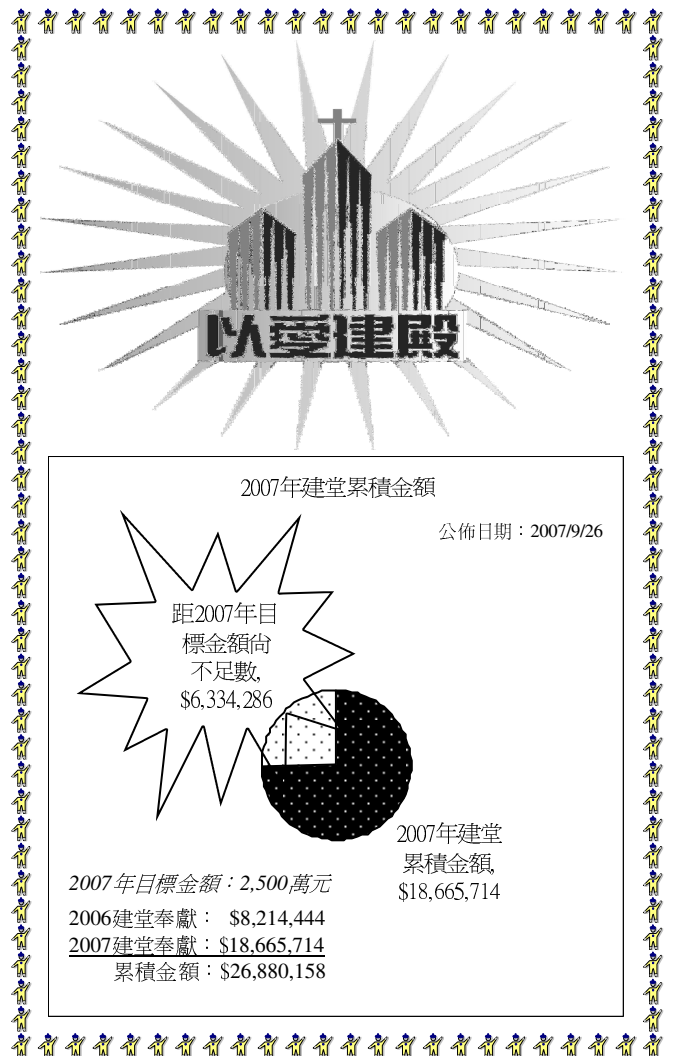 以愛建殿
2007年建堂累積金額
公佈日期：2007/9/26
距2007年目
標金額尙
不足數,
$6,334,286
2007年建堂
累積金額,
$18,665,714
2007年目標金額：2,500萬元
2006建堂奉獻： $8,214,444
2007建堂奉獻：$18,665,714
累積金額：$26,880,158